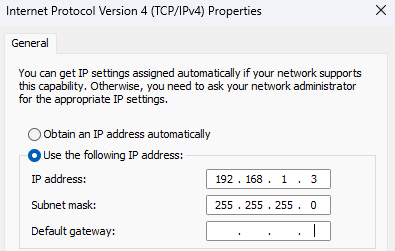 Internet Protocol Version 4 (TCP/IPv4) Properties
General
You can get IP settings assigned automatically if your network supports
this capability. Otherwise, you need to ask your network administrator
for the appropriate IP settings.
Obtain an IP address automatically
Use the following IP address:
IP address: 192 . 168 . 1 . 3
Subnet mask: 255 . 255 . 255 . 0
Default gateway: . . .